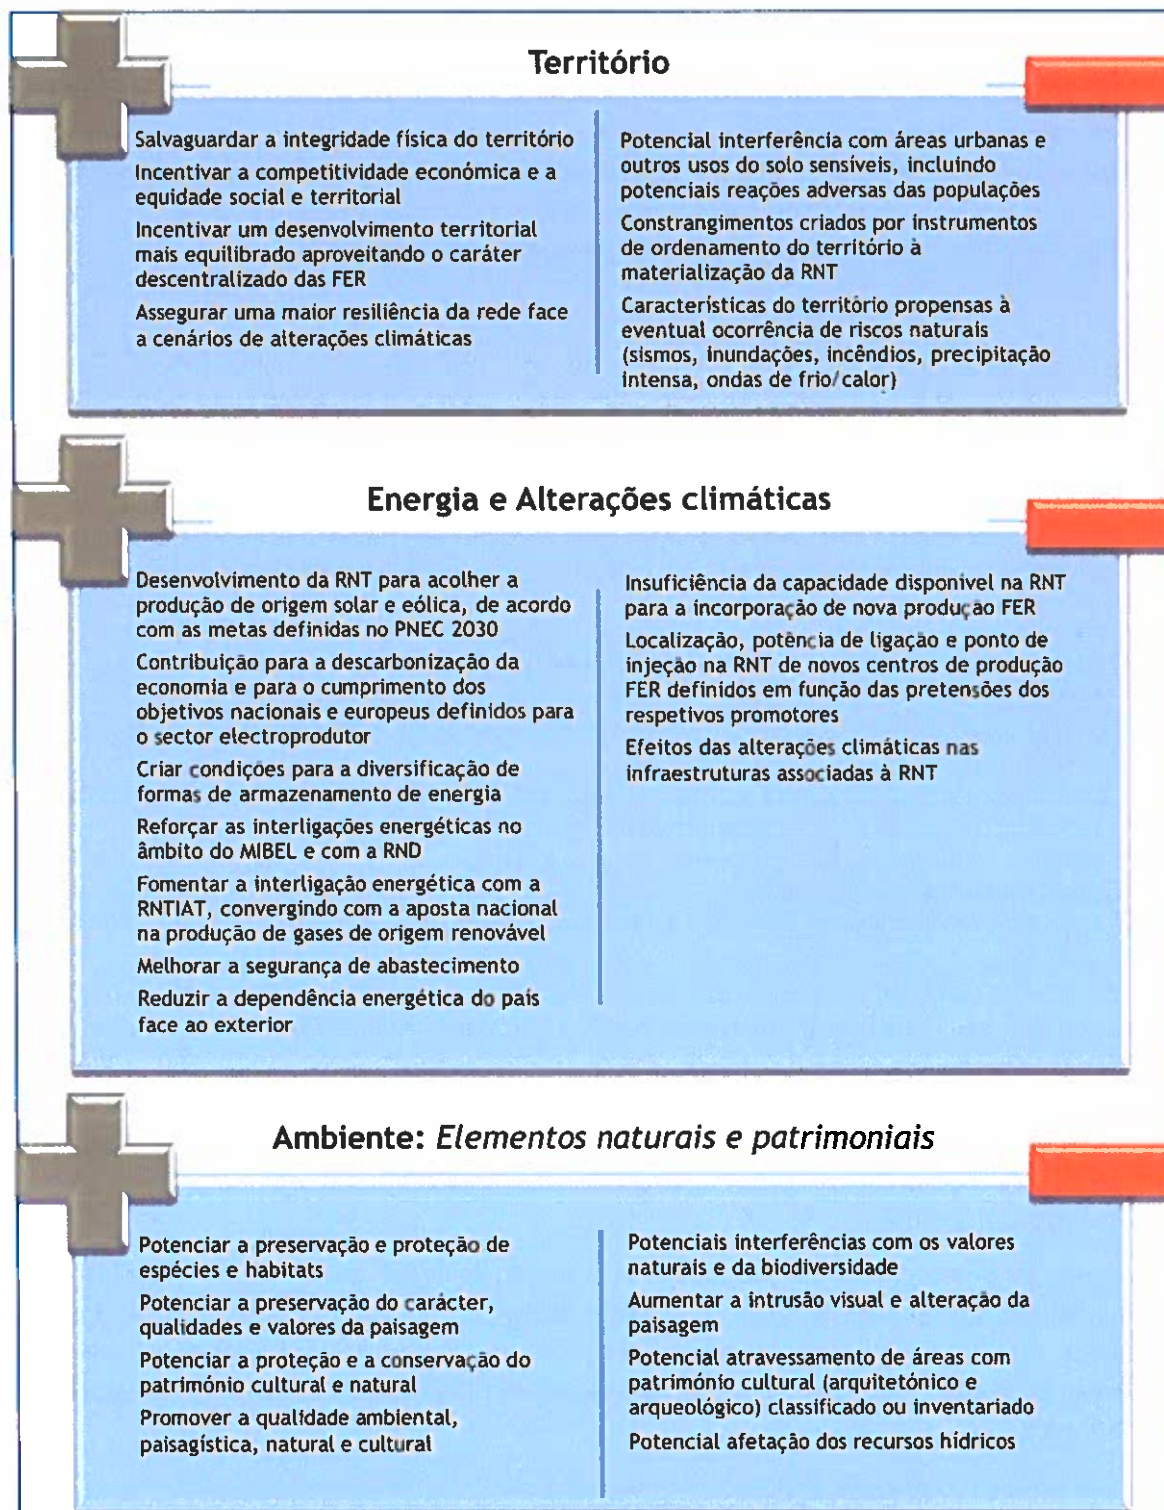 Território
Salvaguardar a integridade física do território
Incentivar a competitividade económica e a
equidade social e territorial
Incentivar um desenvolvimento territorial
mais equilibrado aproveitando o caráter
descentralizado das FER
Assegurar uma maior resiliência da rede face
a cenários de alterações climáticas
Potencial interferência com áreas urbanas e
outros usos do solo sensíveis, incluindo
potenciais reações adversas das populações
Constrangimentos criados por instrumentos
de ordenamento do território à
materialização da RNT
Características do território propensas à
eventual ocorrência de riscos naturais
(sismos, inundações, incêndios, precipitação
intensa, ondas de frio/calor)
Energia e Alterações climáticas
Desenvolvimento da RNT para acolher a
produção de origem solar e eólica, de acordo
com as metas definidas no PNEC 2030
Contribuição para a descarbonização da
economia e para o cumprimento dos
objetivos nacionais e europeus definidos para
o sector electroprodutor
Criar condições para a diversificação de
formas de armazenamento de energia
Reforçar as interligações energéticas no
âmbito do MIBEL e com a RND
Fomentar a interligação energética com a
RNTIAT, convergindo com a aposta nacional
na produção de gases de origem renovável
Melhorar a segurança de abastecimento
Reduzir a dependência energética do país
face ao exterior
Insuficiência da capacidade disponível na RNT
para a incorporação de nova produção FER
Localização, potência de ligação e ponto de
injeção na RNT de novos centros de produção
FER definidos em função das pretensões dos
respetivos promotores
Efeitos das alterações climáticas nas
infraestruturas associadas à RNT
Ambiente: Elementos naturais e patrimoniais
Potenciar a preservação e proteção de
espécies e habitats
Potenciar a preservação do carácter,
qualidades e valores da paisagem
Potenciar a proteção e a conservação do
património cultural e natural
Promover a qualidade ambiental,
paisagística, natural e cultural
Potenciais interferências com os valores
naturais e da biodiversidade
Aumentar a intrusão visual e alteração da
paisagem
Potencial atravessamento de áreas com
património cultural (arquitetónico e
arqueológico) classificado ou inventariado
Potencial afetação dos recursos hídricos